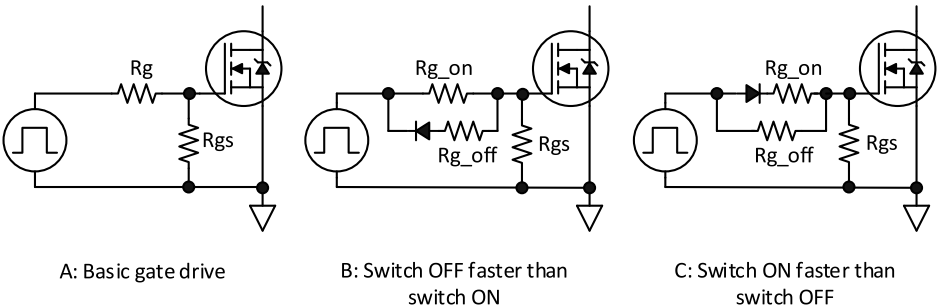 Rg
Rgs
A: Basic gate drive
Rg_on
Rg_off
Rgs
B: Switch OFF faster than
switch ON
Rg_on
Rg_off
Rgs
C: Switch ON faster than
switch OFF